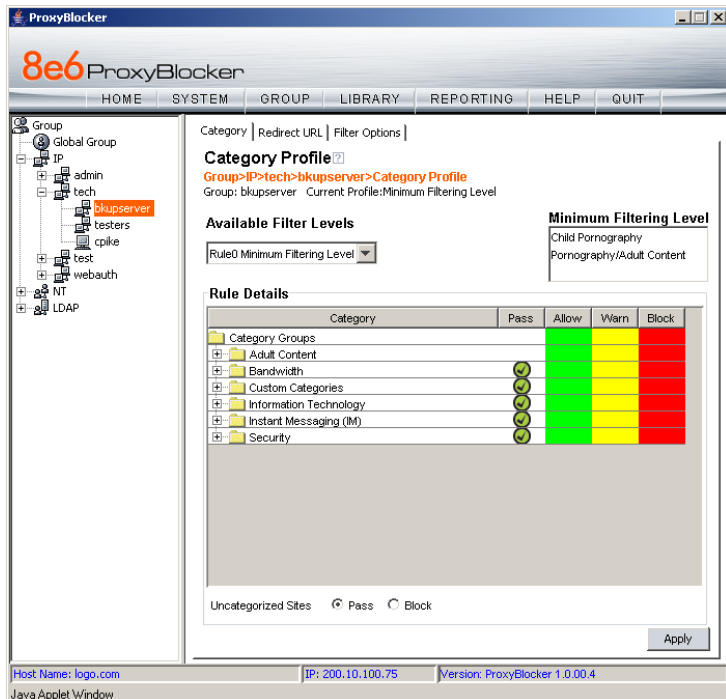 ProxyBlocker
8e6 ProxyBlocker
HOME SYSTEM GROUP LIBRARY REPORTING HELP QUIT
Group
Global Group
IP
admin
tech
bkupserver
testers
cpike
test
webauth
NT
LDAP
Category Redirect URL Filter Options
Category Profile ?
Group>IP>tech>bkupserver>Category Profile
Group: bkupserver Current Profile:Minimum Filtering Level
Available Filter Levels
Rule0 Minimum Filtering Level
Minimum Filtering Level
Child Pornography
Pornography/Adult Content
Rule Details
Category Pass Allow Warn Block
Category Groups
Adult Content
Bandwidth
Custom Categories
Information Technology
Instant Messaging (IM)
Security
Uncategorized Sites Pass Block
Apply
Host Name: logo.com IP: 200.10.100.75 Version: ProxyBlocker 1.0.00.4
Java Applet Window